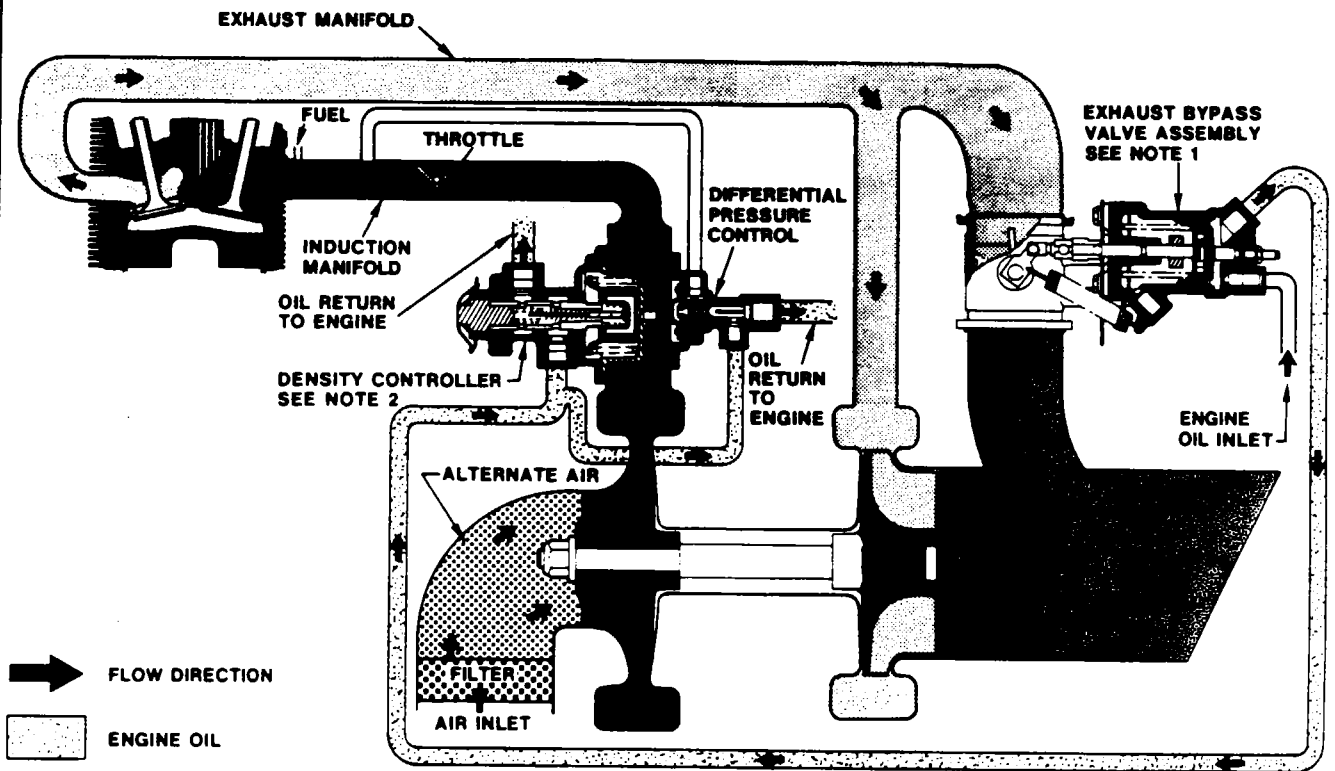 EXHAUST MANIFOLD
FUEL
THROTTLE
EXHAUST BYPASS
VALVE ASSEMBLY
SEE NOTE 1
DIFFERENTIAL
PRESSURE
CONTROL
INDUCTION
MANIFOLD
OIL RETURN
TO ENGINE
DENSITY CONTROLLER
SEE NOTE 2
OIL
RETURN
TO
ENGINE
ENGINE
OIL INLET
ALTERNATE AIR
FILTER
AIR INLET
FLOW DIRECTION
ENGINE OIL